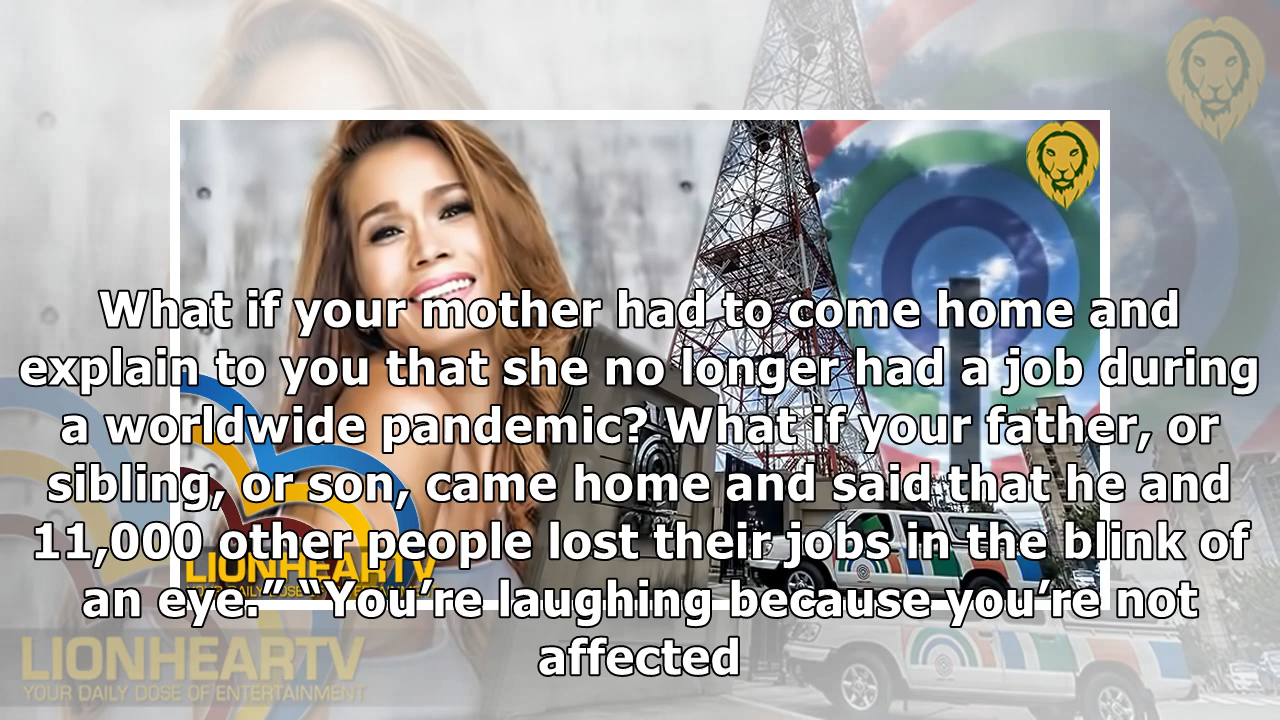 What if your mother had to come home and
explain to you that she no longer had a job during
a worldwide pandemic? What if your father, or
sibling, or son, came home and said that he and
11,000 other people lost their jobs in the blink of
an eye.” “You’re laughing because you’re not
affected
LIONHEARTV
LIONHEARTV
YOUR DAILY DOSE OF ENTERTAINMENT